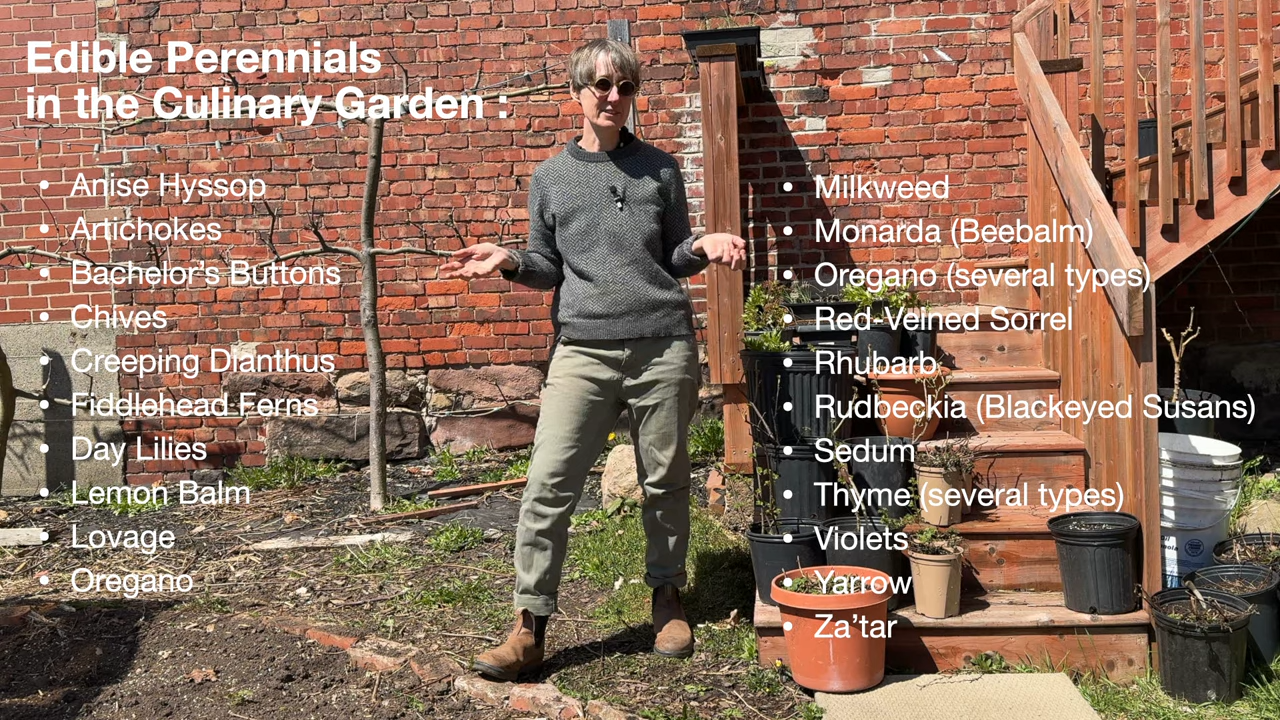 Edible Perennials
in the Culinary Garden :
• Anise Hyssop
• Artichokes
• Bachelor's Buttons
• Chives
• Creeping Dianthus
• Fiddlehead Ferns
• Day Lilies
• Lemon Balm
• Lovage
• Oregano
• Milkweed
• Monarda (Beebalm)
• Oregano (several types)
• Red-Veined Sorrel
• Rhubarb
• Rudbeckia (Blackeyed Susans)
• Sedum
• Thyme (several types)
• Violets
• Yarrow
• Za'tar